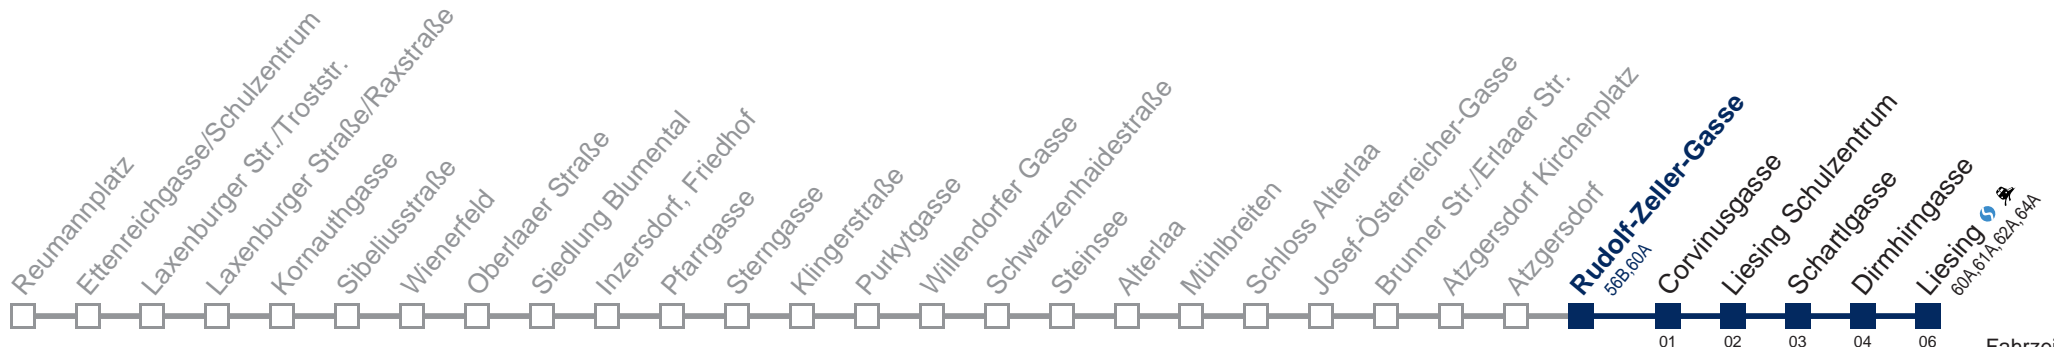 Reumannplatz
Ettenreichgasse/Schulzentrum
Laxenburger Str./Troststr.
Laxenburger Straße/Raxstraße
Kornauthgasse
Sibeliusstraße
Wienerfeld
Oberlaaer Straße
Siedlung Blumental
Inzersdorf, Friedhof
Pfarrgasse
Sterngasse
Klingerstraße
Purkytgasse
Willendorfer Gasse
Schwarzenhaidestraße
Steinsee
Alterlaa
Mühlbreiten
Schloss Alterlaa
Josef-Österreicher-Gasse
Brunner Str./Erlaaer Str.
Atzgersdorf Kirchenplatz
Atzgersdorf
Rudolf-Zeller-Gasse
56B,60A
Corvinusgasse
Liesing Schulzentrum
Schartlgasse
Dirmhirngasse
Liesing
60A,61A,62A,64A
01 02 03 04 06
Fahrzei